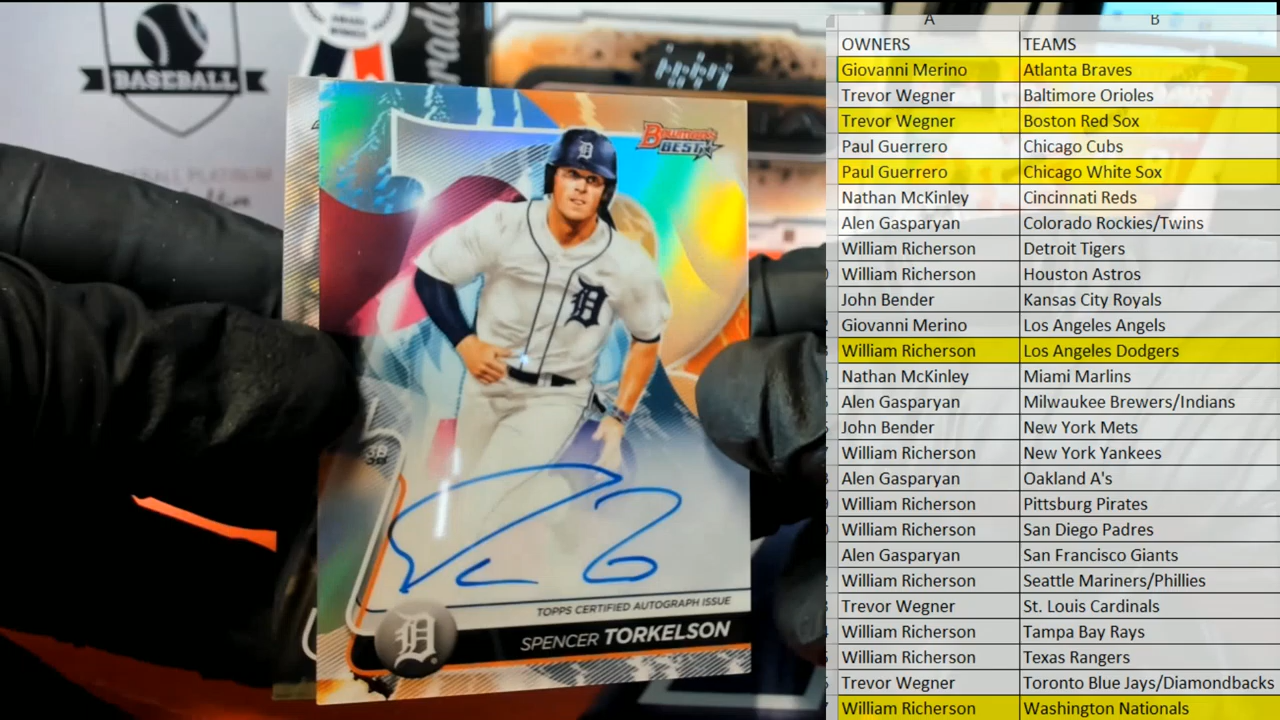 BASEBALL
Bowman's
BEST
D
D
38
TOPPS CERTIFIED AUTOGRAPH ISSUE
SPENCER TORKELSON
D
A B
OWNERS TEAMS
Giovanni Merino Atlanta Braves
Trevor Wegner Baltimore Orioles
Trevor Wegner Boston Red Sox
Paul Guerrero Chicago Cubs
Paul Guerrero Chicago White Sox
Nathan McKinley Cincinnati Reds
Alen Gasparyan Colorado Rockies/Twins
William Richerson Detroit Tigers
William Richerson Houston Astros
John Bender Kansas City Royals
Giovanni Merino Los Angeles Angels
William Richerson Los Angeles Dodgers
Nathan McKinley Miami Marlins
Alen Gasparyan Milwaukee Brewers/Indians
John Bender New York Mets
William Richerson New York Yankees
Alen Gasparyan Oakland A's
William Richerson Pittsburg Pirates
William Richerson San Diego Padres
Alen Gasparyan San Francisco Giants
William Richerson Seattle Mariners/Phillies
Trevor Wegner St. Louis Cardinals
William Richerson Tampa Bay Rays
William Richerson Texas Rangers
Trevor Wegner Toronto Blue Jays/Diamondbacks
William Richerson Washington Nationals